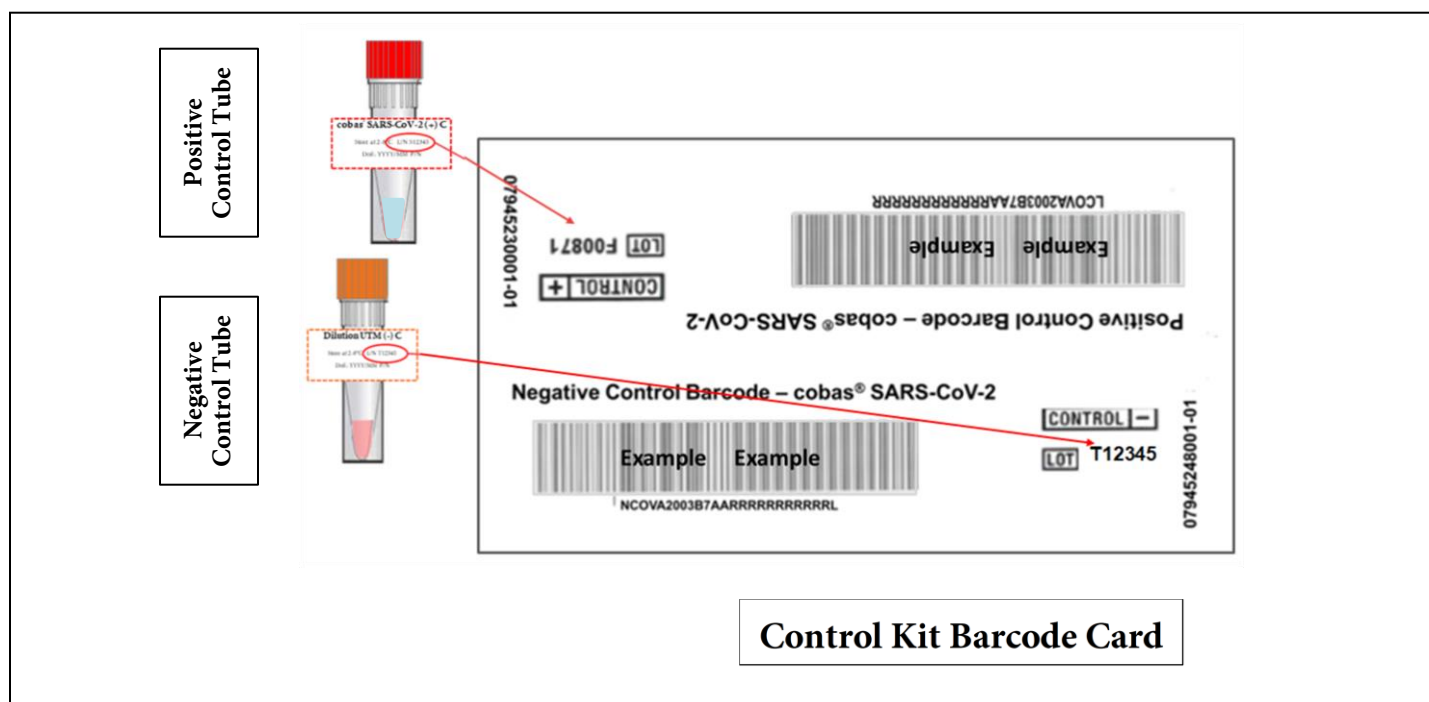 Positive
Control Tube
cobas SARS-CoV-2 (+) C
Negative
Control Tube
Dilution UTM (-) C
07945230001-01
LCOVA2003B7AARRRRRRRRRRRR
Example Example
LOT F00871
CONTROL +
Positive Control Barcode – cobas® SARS-CoV-2
Negative Control Barcode – cobas® SARS-CoV-2
Example Example
NCOVA2003B7AARRRRRRRRRRRRL
CONTROL –
LOT T12345
07945248001-01
Control Kit Barcode Card